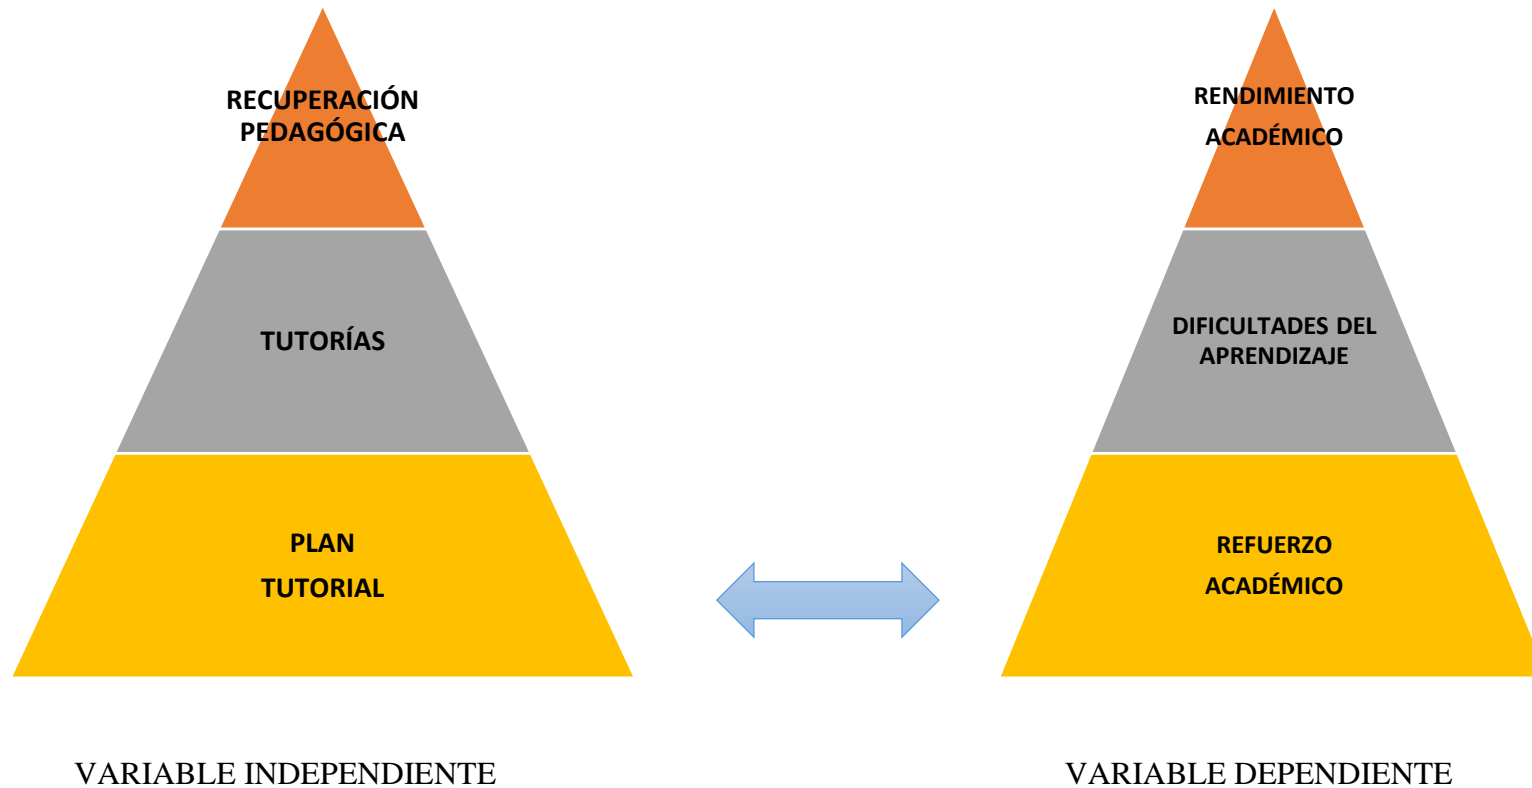 RECUPERACIÓN
PEDAGÓGICA
TUTORÍAS
PLAN
TUTORIAL
VARIABLE INDEPENDIENTE
RENDIMIENTO
ACADÉMICO
DIFICULTADES DEL
APRENDIZAJE
REFUERZO
ACADÉMICO
VARIABLE DEPENDIENTE